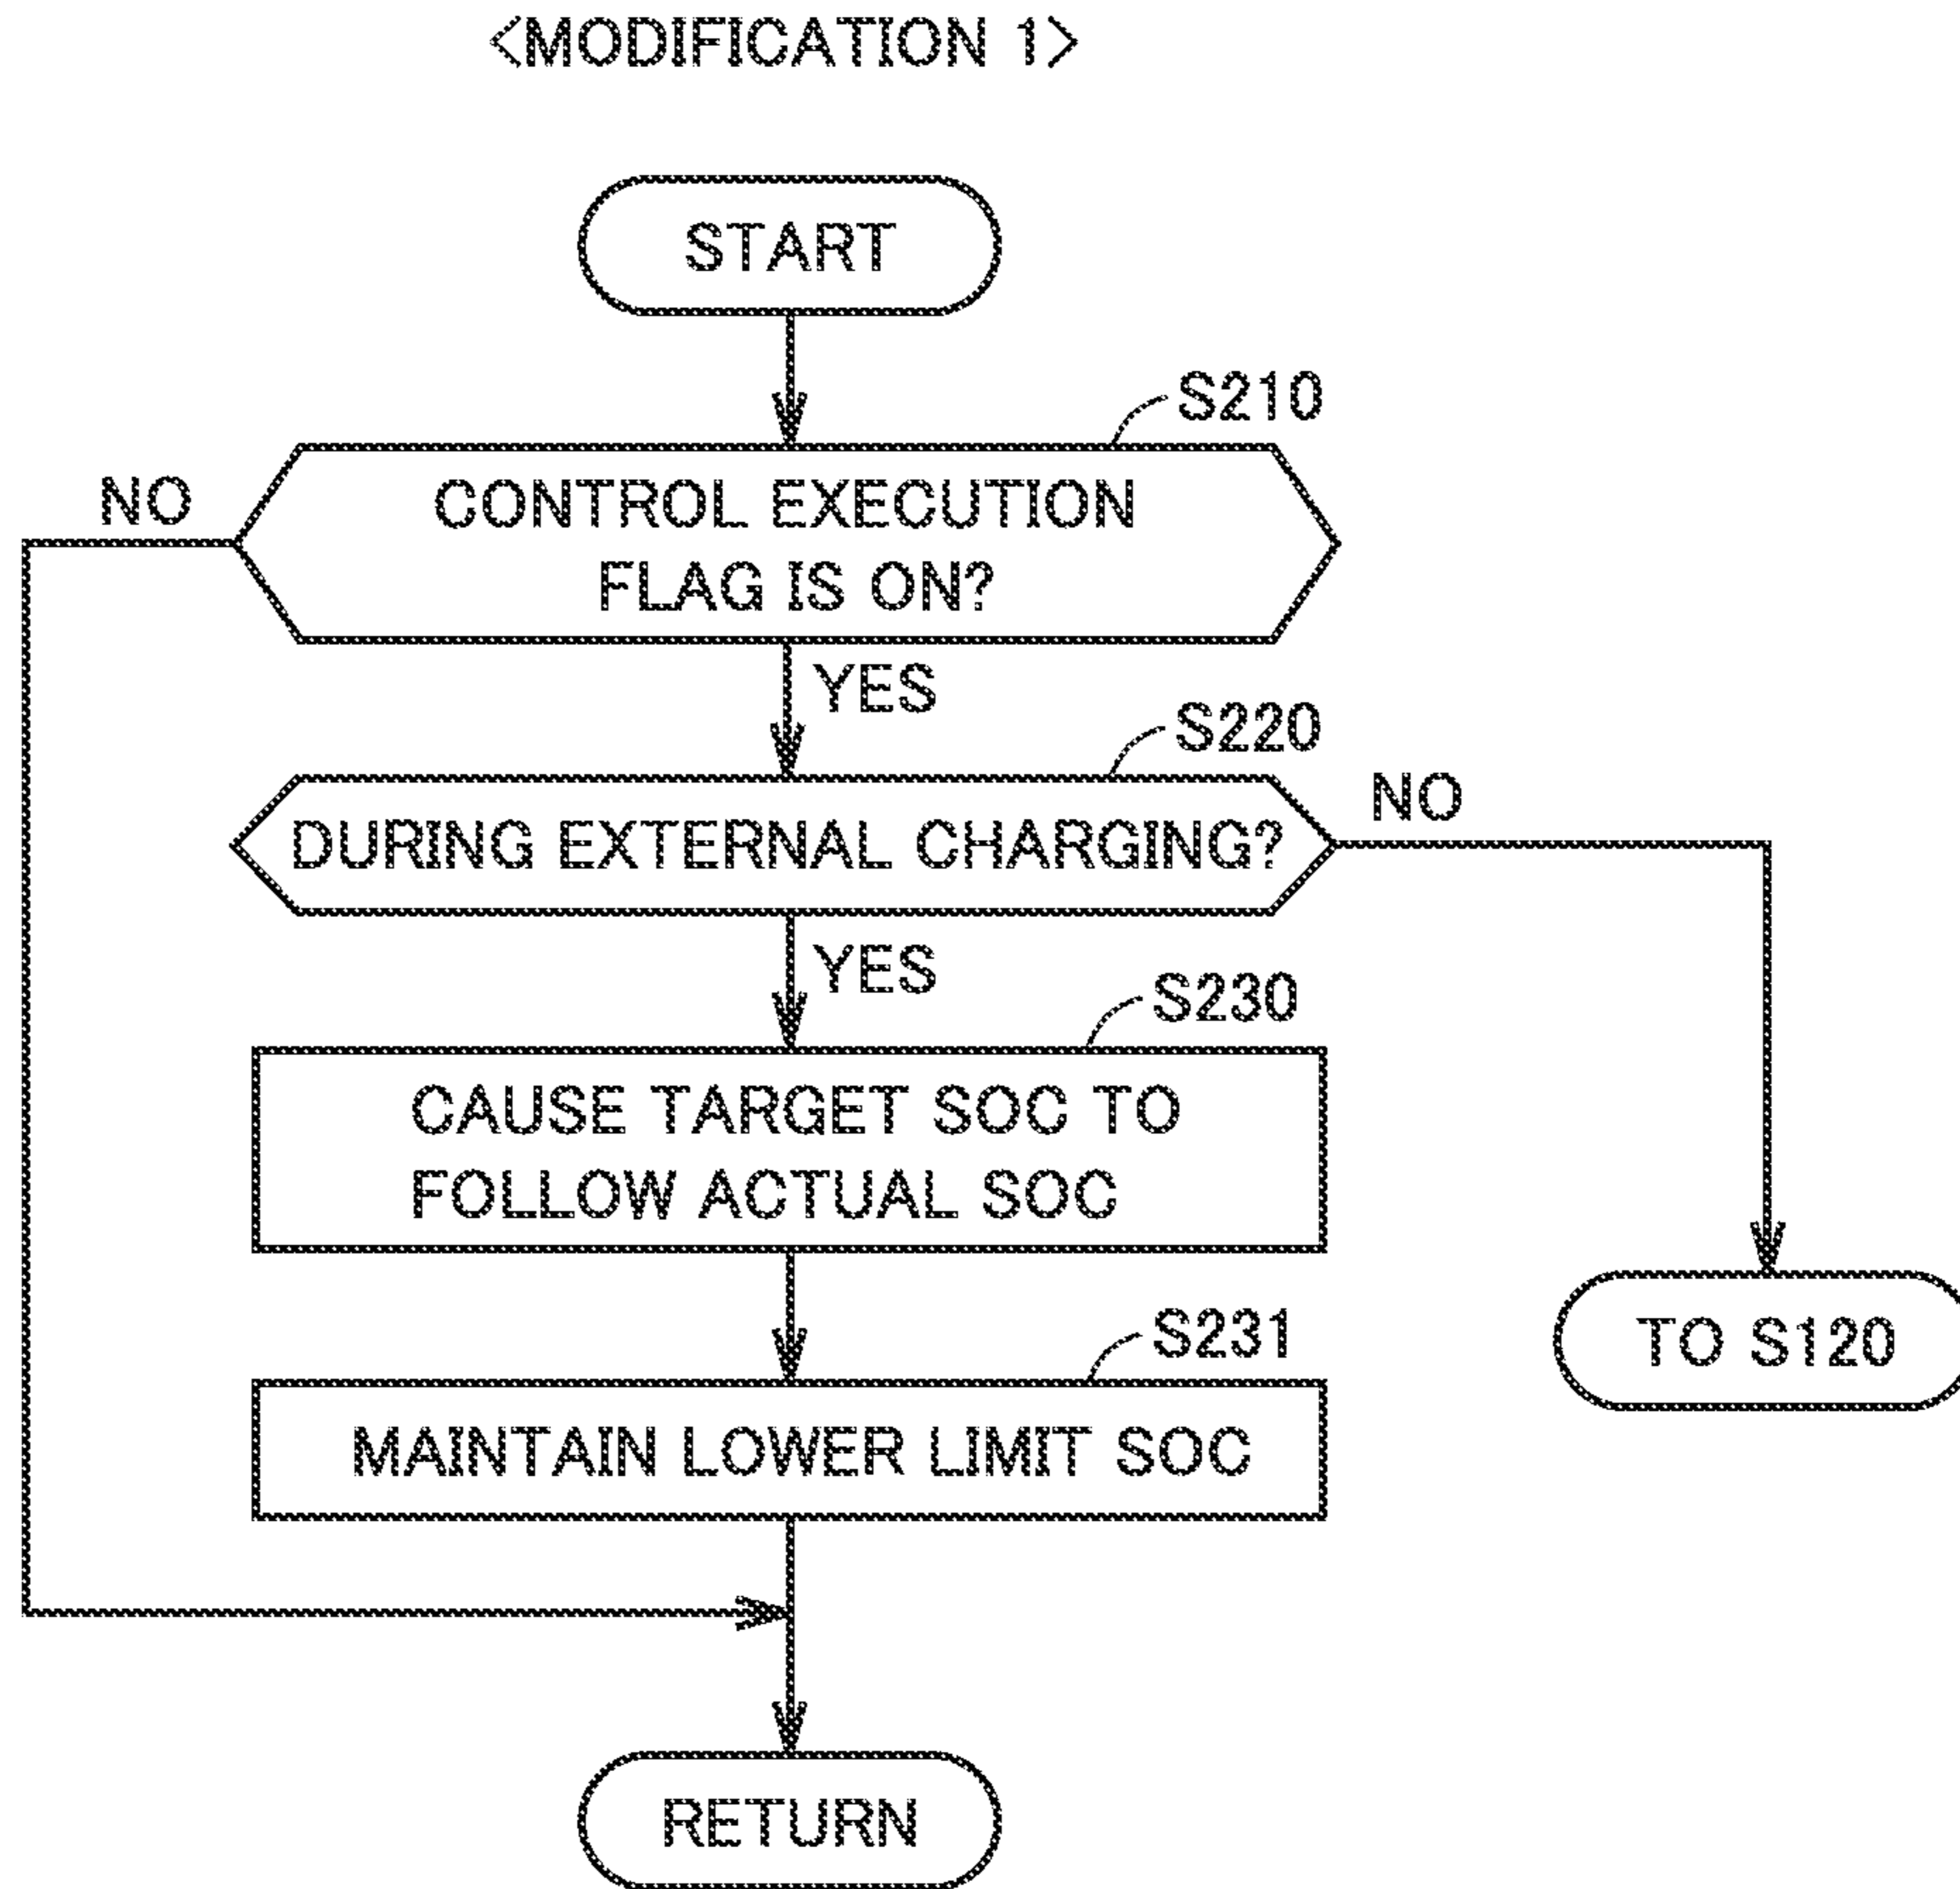 <MODIFICATION 1>
START
S210
CONTROL EXECUTION
FLAG IS ON?
NO
YES
S220
DURING EXTERNAL CHARGING?
NO
YES
S230
CAUSE TARGET SOC TO
FOLLOW ACTUAL SOC
S231
MAINTAIN LOWER LIMIT SOC
TO S120
RETURN